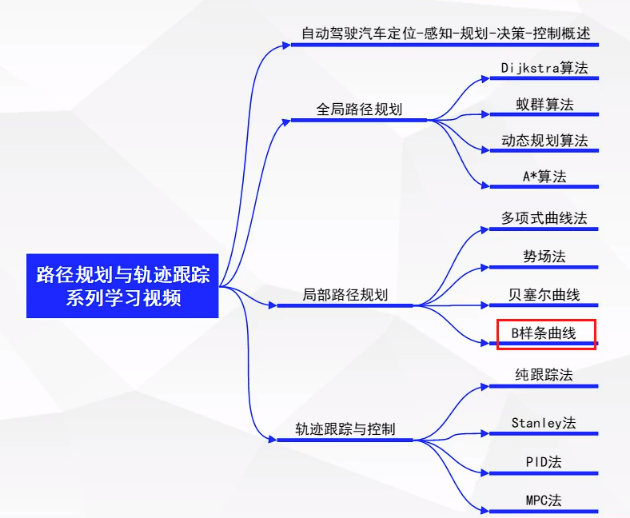 路径规划与轨迹跟踪
系列学习视频
自动驾驶汽车定位-感知-规划-决策-控制概述
全局路径规划
Dijkstra算法
蚁群算法
动态规划算法
A*算法
局部路径规划
多项式曲线法
势场法
贝塞尔曲线
B样条曲线
轨迹跟踪与控制
纯跟踪法
Stanley法
PID法
MPC法